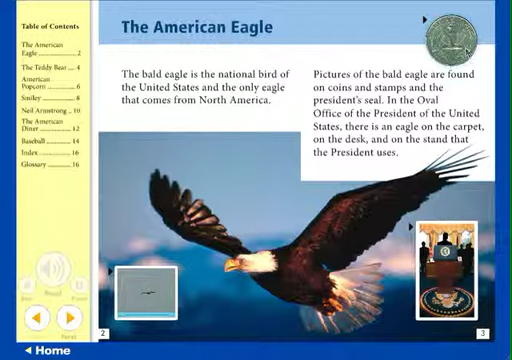 Table of Contents
The American
Eagle 2
The Teddy Bear 4
American
Popcorn 6
Smiley 8
Neil Armstrong 10
The American
Diner 12
Baseball 14
Index 16
Glossary 16
Read
Home
The American Eagle
The bald eagle is the national bird of
the United States and the only eagle
that comes from North America.
Pictures of the bald eagle are found
on coins and stamps and the
president's seal. In the Oval
Office of the President of the United
States, there is an eagle on the carpet,
on the desk, and on the stand that
the President uses.
2
3